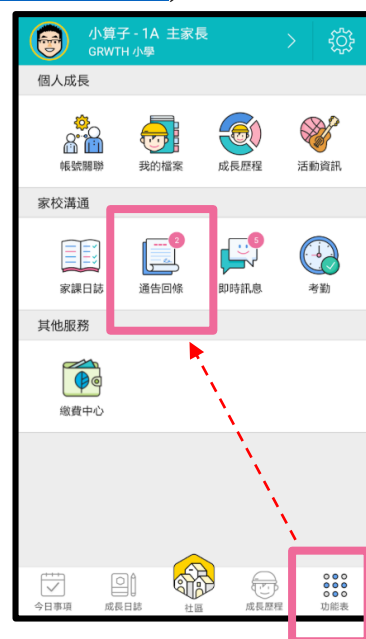 小算子 - 1A 主家長
GRWTH 小學
個人成長
帳號關聯 我的檔案 成長歷程 活動資訊
家校溝通
2 5
家課日誌 通告回條 即時訊息 考勤
其他服務
繳費中心
今日事項 成長日誌 社區 成長歷程 功能表